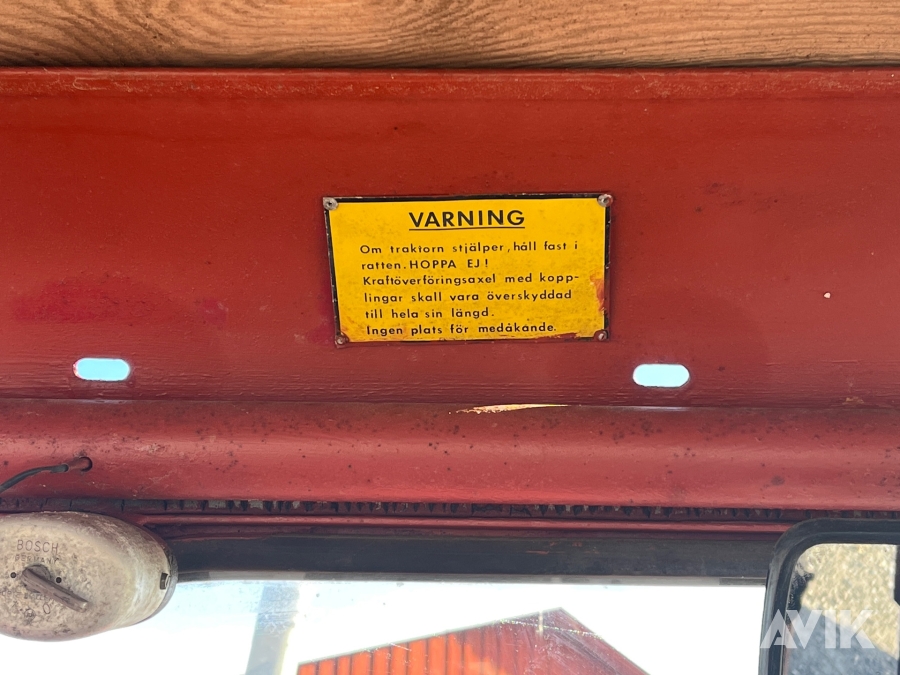 VARNING
Om traktorn stjälper, håll fast i
ratten. HOPPA EJ!
Kraftöverföringsaxel med kopp-
lingar skall vara överskyddad
till hela sin längd.
Ingen plats för medåkande.
BOSCH
GERMANY
AVIK